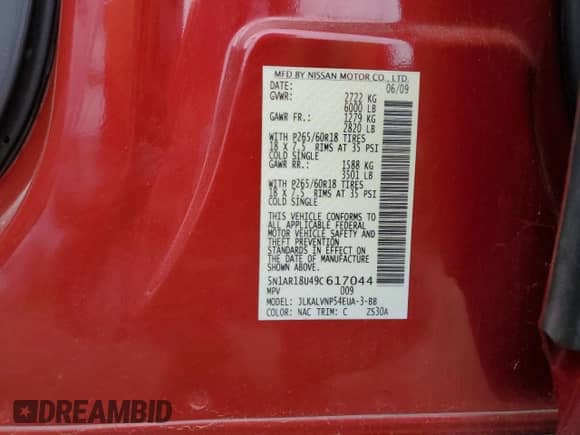 MFD BY NISSAN MOTOR CO., LTD.
DATE: 06/09
GVWR: 2722 KG
6000 LB
GAWR FR.: 1279 KG
2820 LB
WITH P265/60R18 TIRES
18 X 7.5 RIMS AT 35 PSI
COLD SINGLE
GAWR RR.: 1588 KG
3501 LB
WITH P265/60R18 TIRES
18 X 7.5 RIMS AT 35 PSI
COLD SINGLE
THIS VEHICLE CONFORMS TO
ALL APPLICABLE FEDERAL
MOTOR VEHICLE SAFETY AND
THEFT PREVENTION
STANDARDS IN EFFECT ON
THE DATE OF MANUFACTURE
SHOWN ABOVE.
5N1AR18U49C617044
MPV 009
MODEL: JLKALVNP54EUA-3-BB
COLOR: NAC TRIM: C ZS30A
DREAMBID